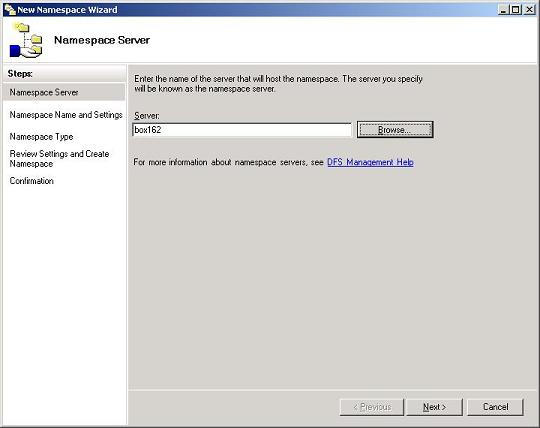 New Namespace Wizard
Namespace Server
Steps:
Namespace Server
Namespace Name and Settings
Namespace Type
Review Settings and Create
Namespace
Confirmation
Enter the name of the server that will host the namespace. The server you specify
will be known as the namespace server.
Server:
box162
Browse...
For more information about namespace servers, see DFS Management Help
< Previous
Next >
Cancel